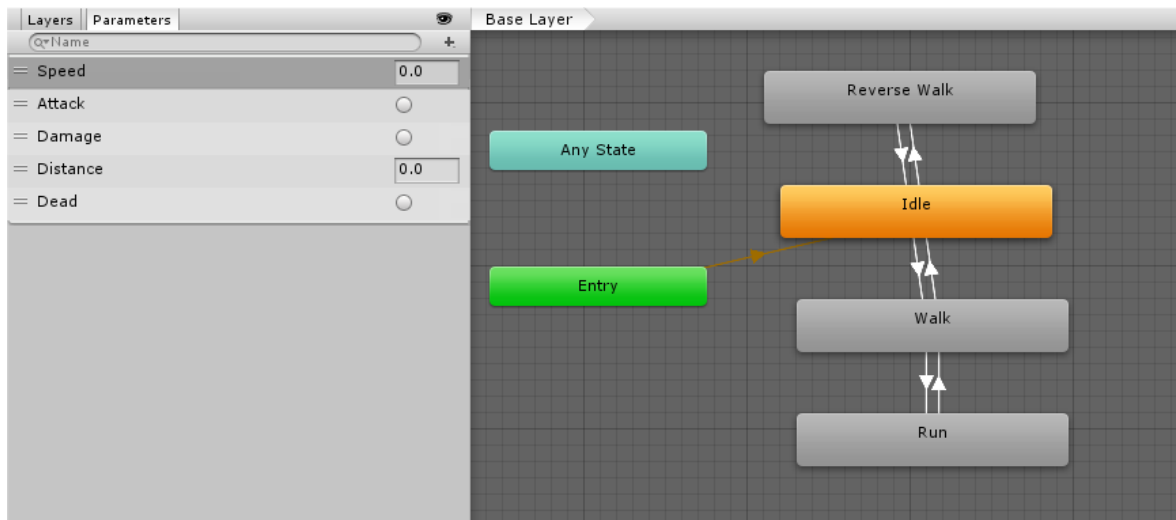 Layers Parameters
Name
Speed 0.0
Attack
Damage
Distance 0.0
Dead
Base Layer
Reverse Walk
Any State
Idle
Entry
Walk
Run